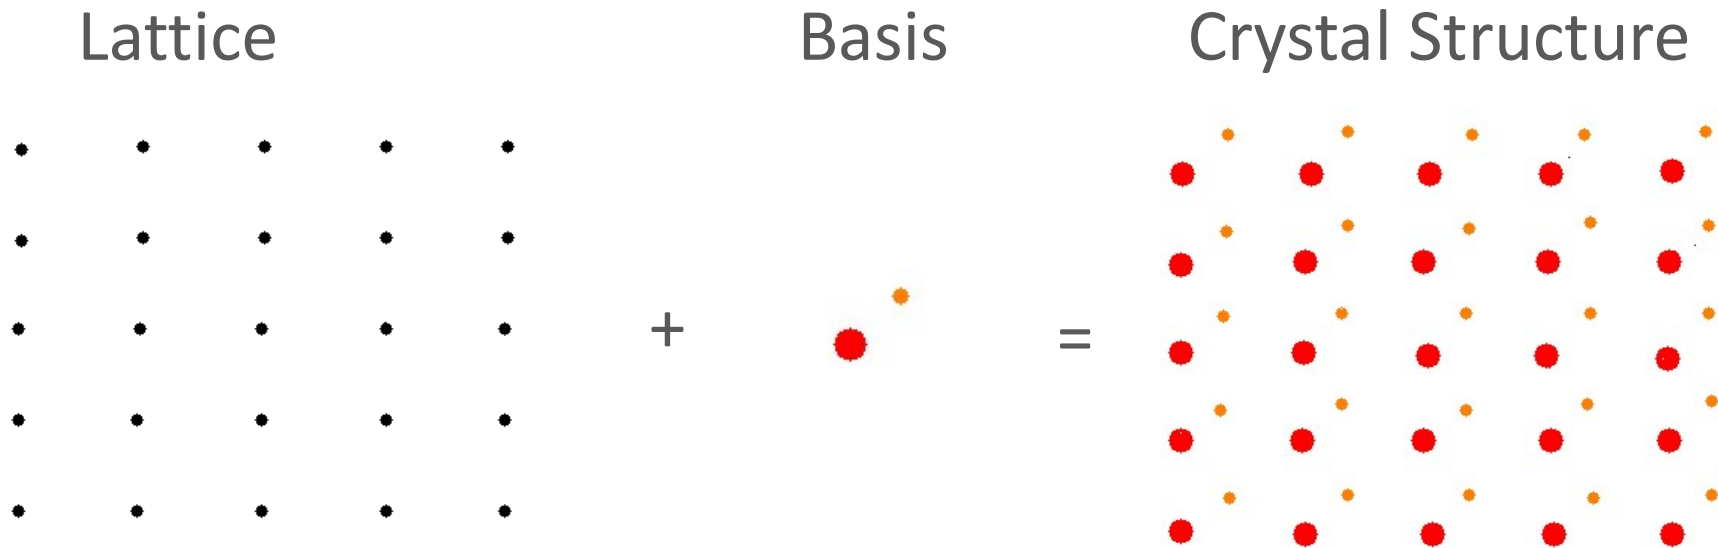 Lattice
Basis
Crystal Structure
+
=